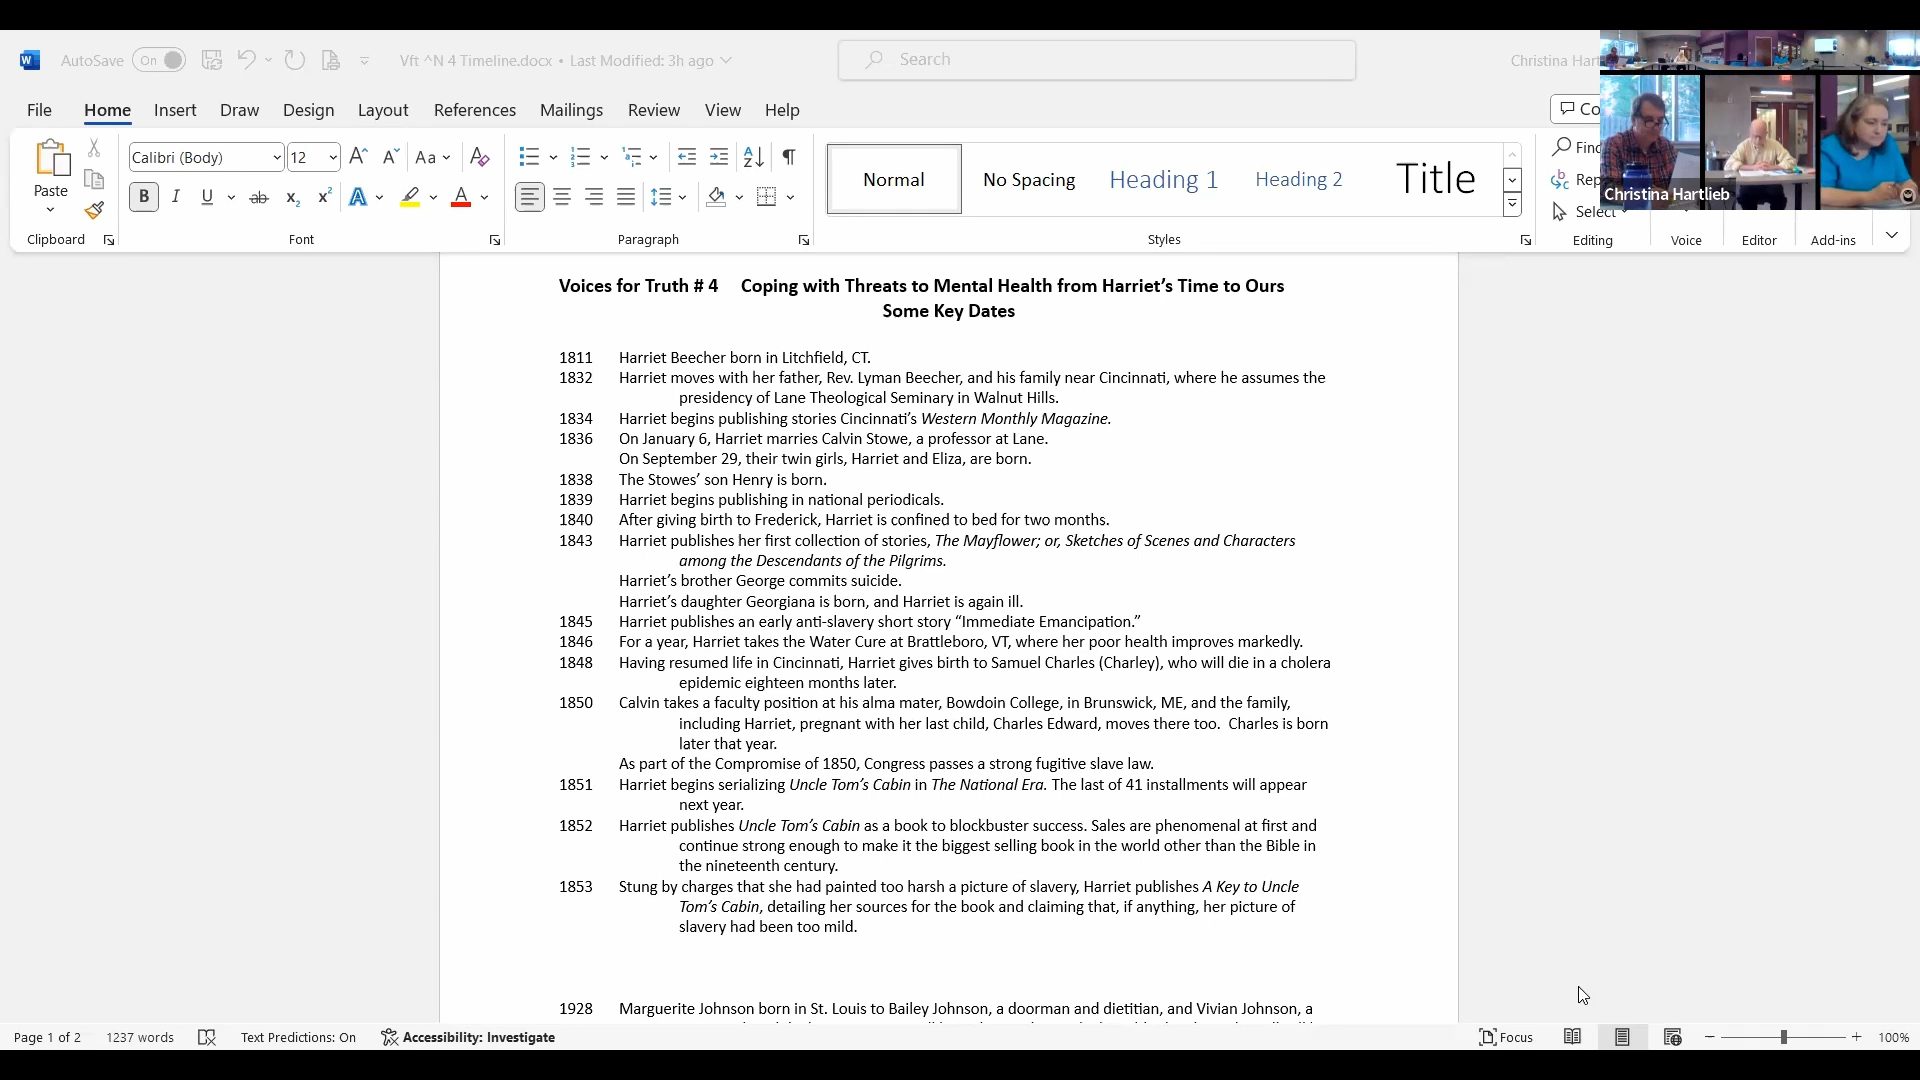 AutoSave On Vft ^N 4 Timeline.docx • Last Modified: 3h ago Search
File Home Insert Draw Design Layout References Mailings Review View Help
Paste
Calibri (Body) 12
Aa
Normal No Spacing Heading 1 Heading 2 Title
Select
Christina Hartlieb
Clipboard Font Paragraph Styles Editing Voice Editor Add-ins
Voices for Truth # 4 Coping with Threats to Mental Health from Harriet’s Time to Ours
Some Key Dates
1811 Harriet Beecher born in Litchfield, CT.
1832 Harriet moves with her father, Rev. Lyman Beecher, and his family near Cincinnati, where he assumes the
presidency of Lane Theological Seminary in Walnut Hills.
1834 Harriet begins publishing stories Cincinnati’s Western Monthly Magazine.
1836 On January 6, Harriet marries Calvin Stowe, a professor at Lane.
On September 29, their twin girls, Harriet and Eliza, are born.
1838 The Stowes’ son Henry is born.
1839 Harriet begins publishing in national periodicals.
1840 After giving birth to Frederick, Harriet is confined to bed for two months.
1843 Harriet publishes her first collection of stories, The Mayflower; or, Sketches of Scenes and Characters
among the Descendants of the Pilgrims.
Harriet’s brother George commits suicide.
Harriet’s daughter Georgiana is born, and Harriet is again ill.
1845 Harriet publishes an early anti-slavery short story “Immediate Emancipation.”
1846 For a year, Harriet takes the Water Cure at Brattleboro, VT, where her poor health improves markedly.
1848 Having resumed life in Cincinnati, Harriet gives birth to Samuel Charles (Charley), who will die in a cholera
epidemic eighteen months later.
1850 Calvin takes a faculty position at his alma mater, Bowdoin College, in Brunswick, ME, and the family,
including Harriet, pregnant with her last child, Charles Edward, moves there too. Charles is born
later that year.
As part of the Compromise of 1850, Congress passes a strong fugitive slave law.
1851 Harriet begins serializing Uncle Tom’s Cabin in The National Era. The last of 41 installments will appear
next year.
1852 Harriet publishes Uncle Tom’s Cabin as a book to blockbuster success. Sales are phenomenal at first and
continue strong enough to make it the biggest selling book in the world other than the Bible in
the nineteenth century.
1853 Stung by charges that she had painted too harsh a picture of slavery, Harriet publishes A Key to Uncle
Tom’s Cabin, detailing her sources for the book and claiming that, if anything, her picture of
slavery had been too mild.
1928 Marguerite Johnson born in St. Louis to Bailey Johnson, a doorman and dietitian, and Vivian Johnson, a
Page 1 of 2 1237 words Text Predictions: On Accessibility: Investigate Focus 100%